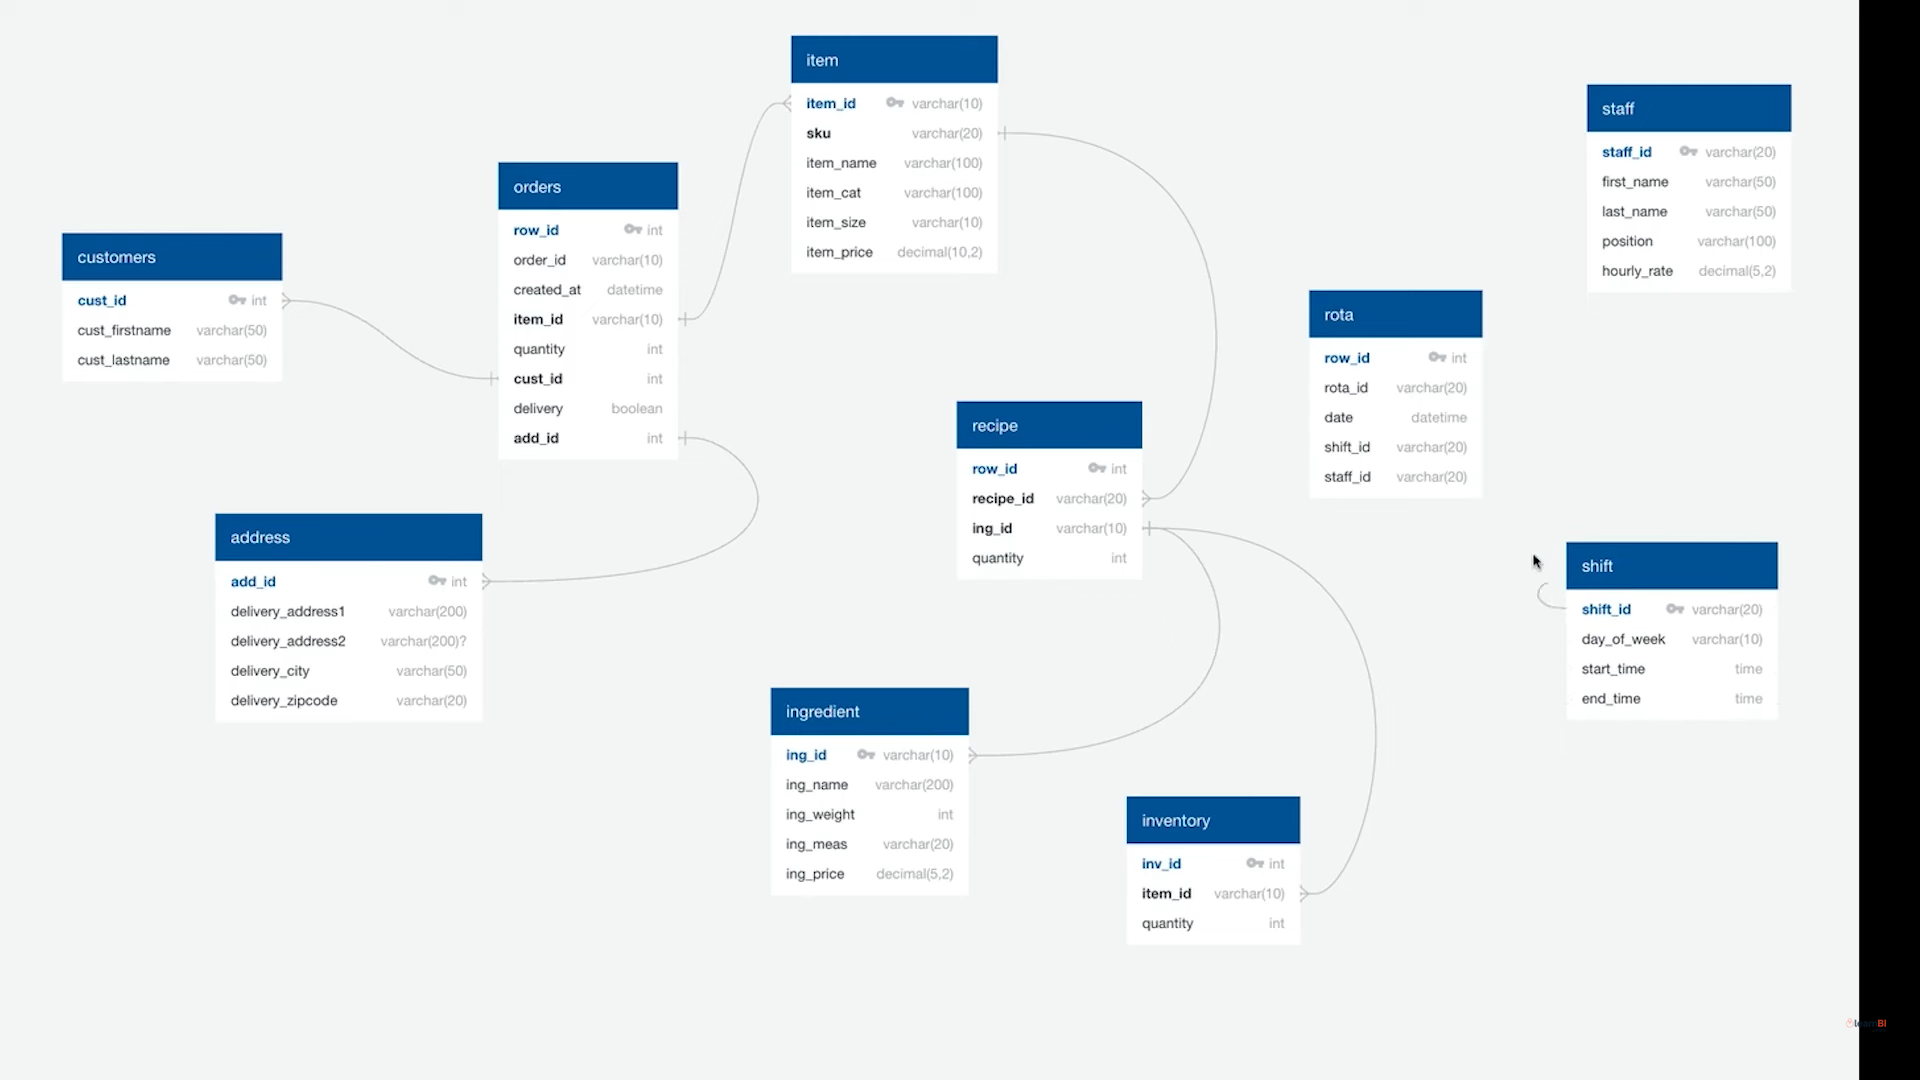 item
item_id varchar(10)
sku varchar(20)
item_name varchar(100)
item_cat varchar(100)
item_size varchar(10)
item_price decimal(10,2)
staff
staff_id varchar(20)
first_name varchar(50)
last_name varchar(50)
position varchar(100)
hourly_rate decimal(5,2)
orders
row_id int
order_id varchar(10)
created_at datetime
item_id varchar(10)
quantity int
cust_id int
delivery boolean
add_id int
customers
cust_id int
cust_firstname varchar(50)
cust_lastname varchar(50)
rota
row_id int
rota_id varchar(20)
date datetime
shift_id varchar(20)
staff_id varchar(20)
recipe
row_id int
recipe_id varchar(20)
ing_id varchar(10)
quantity int
address
add_id int
delivery_address1 varchar(200)
delivery_address2 varchar(200)?
delivery_city varchar(50)
delivery_zipcode varchar(20)
shift
shift_id varchar(20)
day_of_week varchar(10)
start_time time
end_time time
ingredient
ing_id varchar(10)
ing_name varchar(200)
ing_weight int
ing_meas varchar(20)
ing_price decimal(5,2)
inventory
inv_id int
item_id varchar(10)
quantity int
learnBI